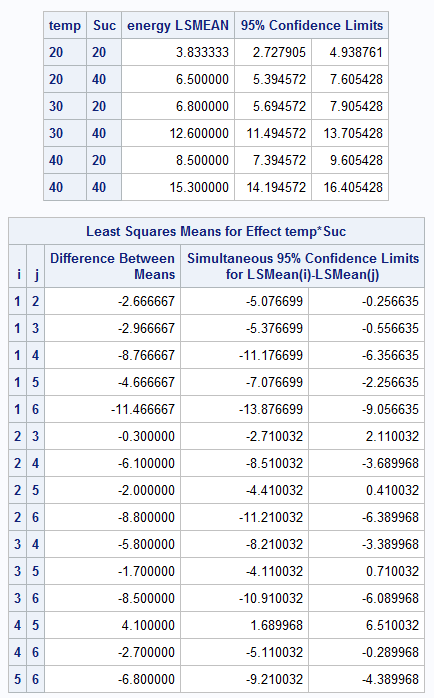 temp Suc energy LSMEAN 95% Confidence Limits
20 20 3.833333 2.727905 4.938761
20 40 6.500000 5.394572 7.605428
30 20 6.800000 5.694572 7.905428
30 40 12.600000 11.494572 13.705428
40 20 8.500000 7.394572 9.605428
40 40 15.300000 14.194572 16.405428
Least Squares Means for Effect temp*Suc
i j Difference Between Means Simultaneous 95% Confidence Limits for LSMean(i)-LSMean(j)
1 2 -2.666667 -5.076699 -0.256635
1 3 -2.966667 -5.376699 -0.556635
1 4 -8.766667 -11.176699 -6.356635
1 5 -4.666667 -7.076699 -2.256635
1 6 -11.466667 -13.876699 -9.056635
2 3 -0.300000 -2.710032 2.110032
2 4 -6.100000 -8.510032 -3.689968
2 5 -2.000000 -4.410032 0.410032
2 6 -8.800000 -11.210032 -6.389968
3 4 -5.800000 -8.210032 -3.389968
3 5 -1.700000 -4.110032 0.710032
3 6 -8.500000 -10.910032 -6.089968
4 5 4.100000 1.689968 6.510032
4 6 -2.700000 -5.110032 -0.289968
5 6 -6.800000 -9.210032 -4.389968